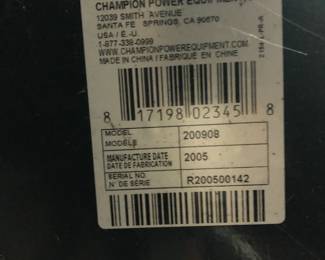 CHAMPION POWER EQUIPMENT
12039 SMITH AVENUE
SANTA FE SPRINGS, CA 90670
USA / É.-U.
1-877-338-0999
WWW.CHAMPIONPOWEREQUIPMENT.COM
MADE IN CHINA / FABRIQUÉ EN CHINE
8 17198 02345 8
MODEL
MODÈLE
200908
MANUFACTURE DATE
DATE DE FABRICATION
2005
SERIAL NO.
N° DE SÉRIE
R200500142